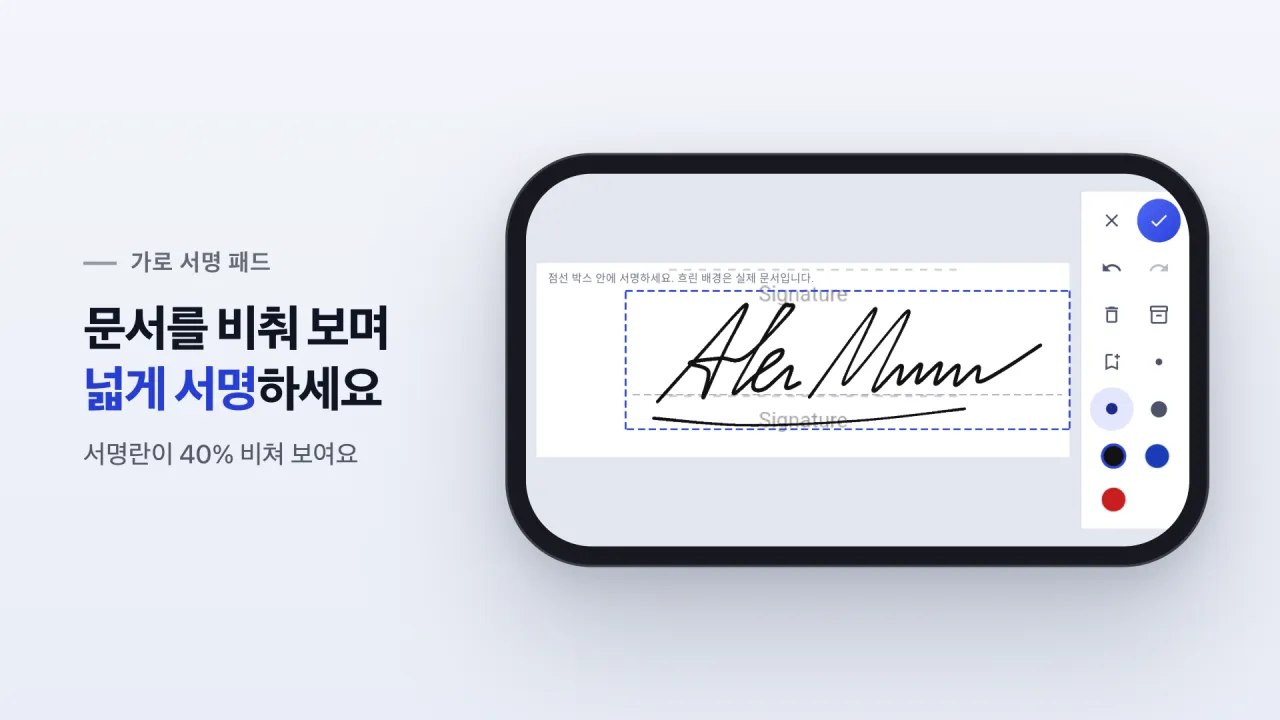 가로 서명 패드
문서를 비춰 보며
넓게 서명하세요
서명란이 40% 비쳐 보여요
점선 박스 안에 서명하세요. 흐린 배경은 실제 문서입니다.
Signature
Signature